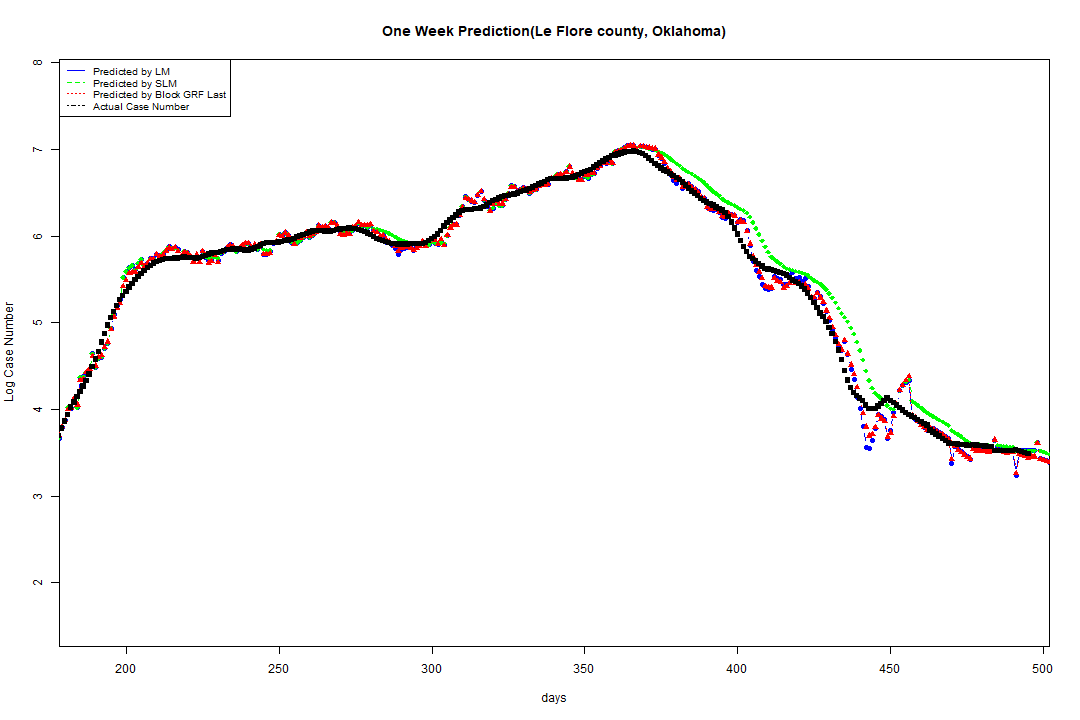 One Week Prediction(Le Flore county, Oklahoma)
Predicted by LM
Predicted by SLM
Predicted by Block GRF Last
Actual Case Number
8
7
6
5
4
3
2
Log Case Number
200 250 300 350 400 450 500
days